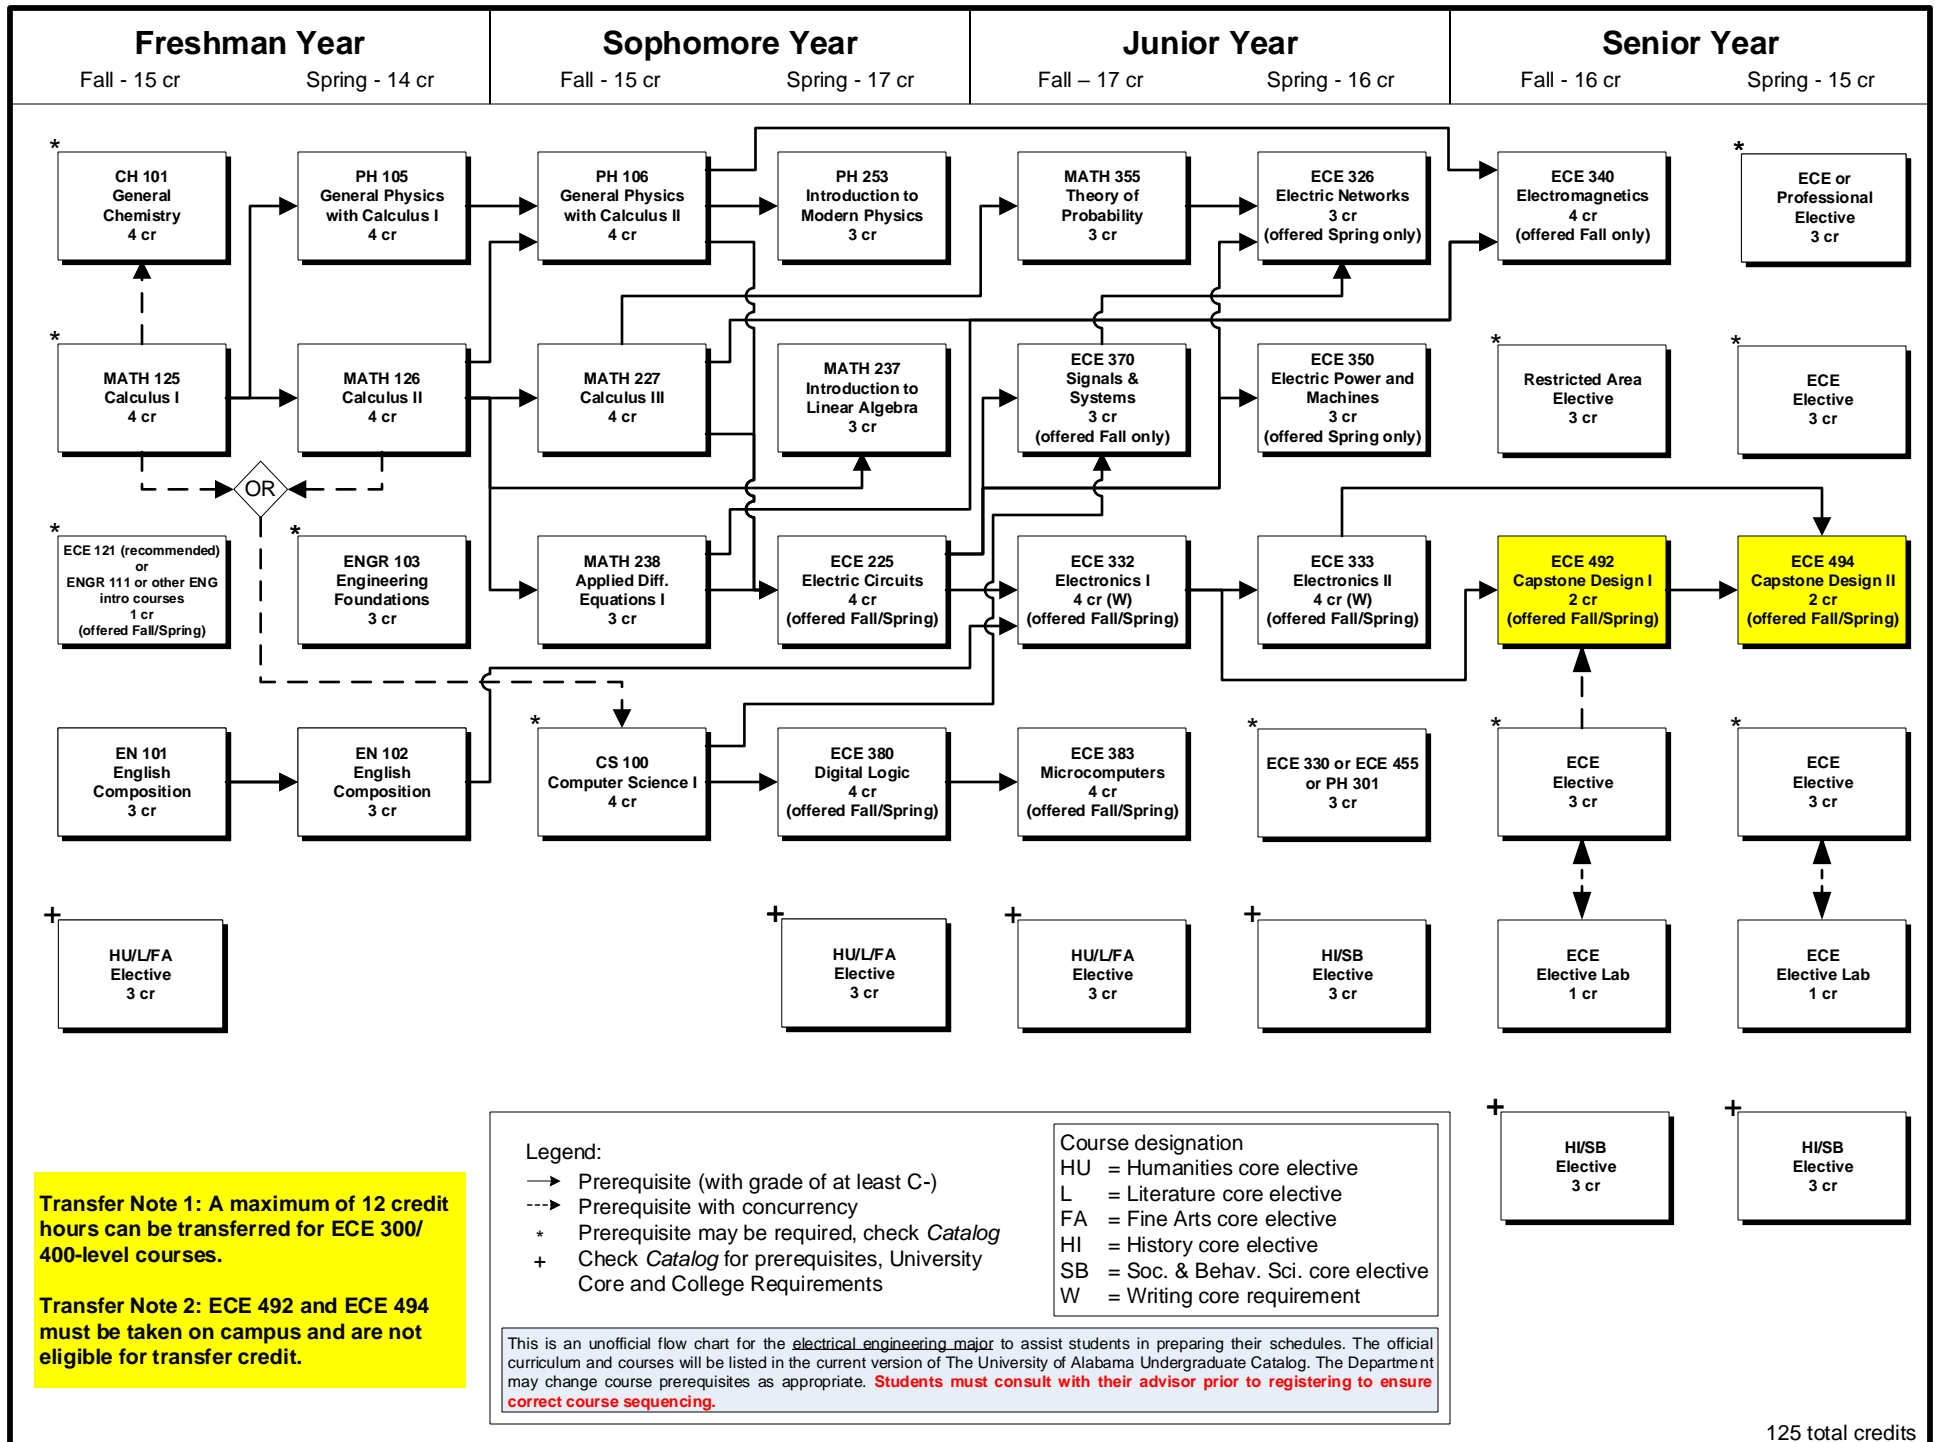 Freshman Year
Fall - 15 cr
Spring - 14 cr
Sophomore Year
Fall - 15 cr
Spring - 17 cr
Junior Year
Fall – 17 cr
Spring - 16 cr
Senior Year
Fall - 16 cr
Spring - 15 cr
*
CH 101
General
Chemistry
4 cr
PH 105
General Physics
with Calculus I
4 cr
PH 106
General Physics
with Calculus II
4 cr
PH 253
Introduction to
Modern Physics
3 cr
MATH 355
Theory of
Probability
3 cr
ECE 326
Electric Networks
3 cr
(offered Spring only)
ECE 340
Electromagnetics
4 cr
(offered Fall only)
*
ECE or
Professional
Elective
3 cr
*
MATH 125
Calculus I
4 cr
MATH 126
Calculus II
4 cr
MATH 227
Calculus III
4 cr
MATH 237
Introduction to
Linear Algebra
3 cr
ECE 370
Signals &
Systems
3 cr
(offered Fall only)
ECE 350
Electric Power and
Machines
3 cr
(offered Spring only)
*
Restricted Area
Elective
3 cr
*
ECE
Elective
3 cr
OR
*
ECE 121 (recommended)
or
ENGR 111 or other ENG
intro courses
1 cr
(offered Fall/Spring)
*
ENGR 103
Engineering
Foundations
3 cr
MATH 238
Applied Diff.
Equations I
3 cr
ECE 225
Electric Circuits
4 cr
(offered Fall/Spring)
ECE 332
Electronics I
4 cr (W)
(offered Fall/Spring)
ECE 333
Electronics II
4 cr (W)
(offered Fall/Spring)
ECE 492
Capstone Design I
2 cr
(offered Fall/Spring)
ECE 494
Capstone Design II
2 cr
(offered Fall/Spring)
EN 101
English
Composition
3 cr
EN 102
English
Composition
3 cr
*
CS 100
Computer Science I
4 cr
ECE 380
Digital Logic
4 cr
(offered Fall/Spring)
ECE 383
Microcomputers
4 cr
(offered Fall/Spring)
*
ECE 330 or ECE 455
or PH 301
3 cr
*
ECE
Elective
3 cr
*
ECE
Elective
3 cr
+
HU/L/FA
Elective
3 cr
+
HU/L/FA
Elective
3 cr
+
HU/L/FA
Elective
3 cr
+
HI/SB
Elective
3 cr
ECE
Elective Lab
1 cr
ECE
Elective Lab
1 cr
+
HI/SB
Elective
3 cr
+
HI/SB
Elective
3 cr
Transfer Note 1: A maximum of 12 credit
hours can be transferred for ECE 300/
400-level courses.
Transfer Note 2: ECE 492 and ECE 494
must be taken on campus and are not
eligible for transfer credit.
Legend:
Prerequisite (with grade of at least C-)
Prerequisite with concurrency
* Prerequisite may be required, check Catalog
+ Check Catalog for prerequisites, University
Core and College Requirements
Course designation
HU = Humanities core elective
L = Literature core elective
FA = Fine Arts core elective
HI = History core elective
SB = Soc. & Behav. Sci. core elective
W = Writing core requirement
This is an unofficial flow chart for the electrical engineering major to assist students in preparing their schedules. The official
curriculum and courses will be listed in the current version of The University of Alabama Undergraduate Catalog. The Department
may change course prerequisites as appropriate. Students must consult with their advisor prior to registering to ensure
correct course sequencing.
125 total credits